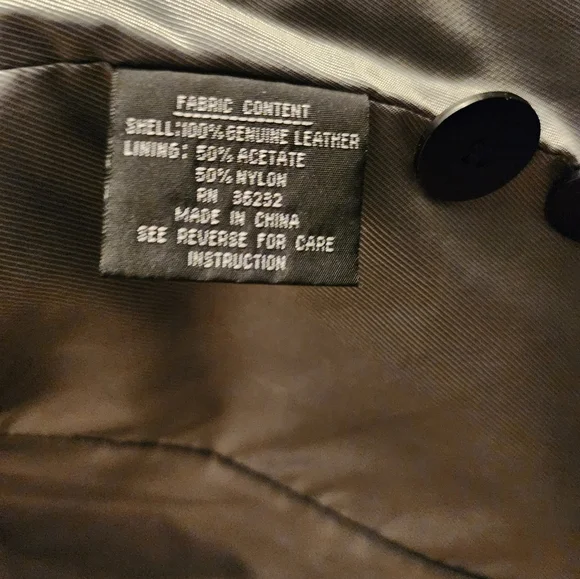 FABRIC CONTENT
SHELL:100%GENUINE LEATHER
LINING: 50% ACETATE
50% NYLON
RN 36232
MADE IN CHINA
SEE REVERSE FOR CARE
INSTRUCTION